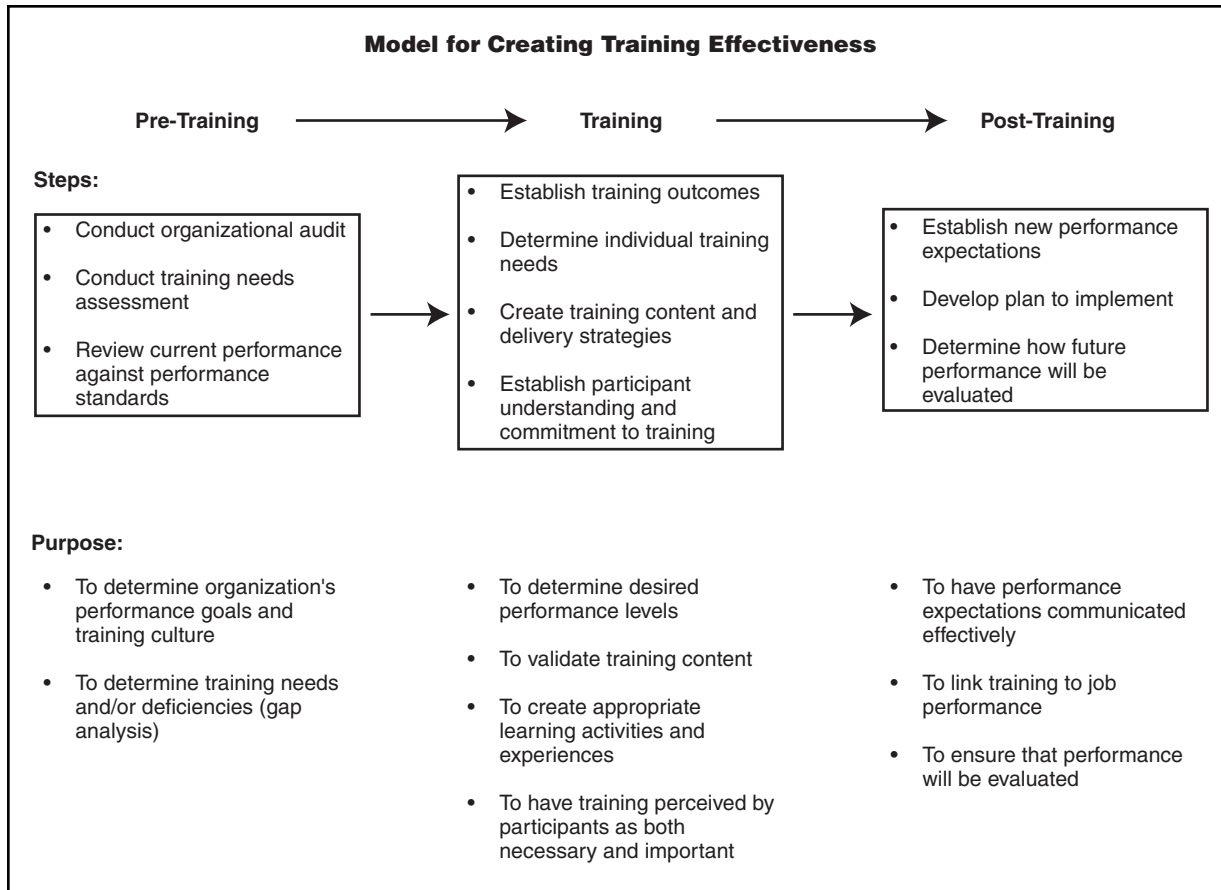 Model for Creating Training Effectiveness
Pre-Training
Training
Post-Training
Steps:
• Conduct organizational audit
• Conduct training needs
assessment
• Review current performance
against performance
standards
• Establish training outcomes
• Determine individual training
needs
• Create training content and
delivery strategies
• Establish participant
understanding and
commitment to training
• Establish new performance
expectations
• Develop plan to implement
• Determine how future
performance will be
evaluated
Purpose:
• To determine organization's
performance goals and
training culture
• To determine training needs
and/or deficiencies (gap
analysis)
• To determine desired
performance levels
• To validate training content
• To create appropriate
learning activities and
experiences
• To have training perceived by
participants as both
necessary and important
• To have performance
expectations communicated
effectively
• To link training to job
performance
• To ensure that performance
will be evaluated